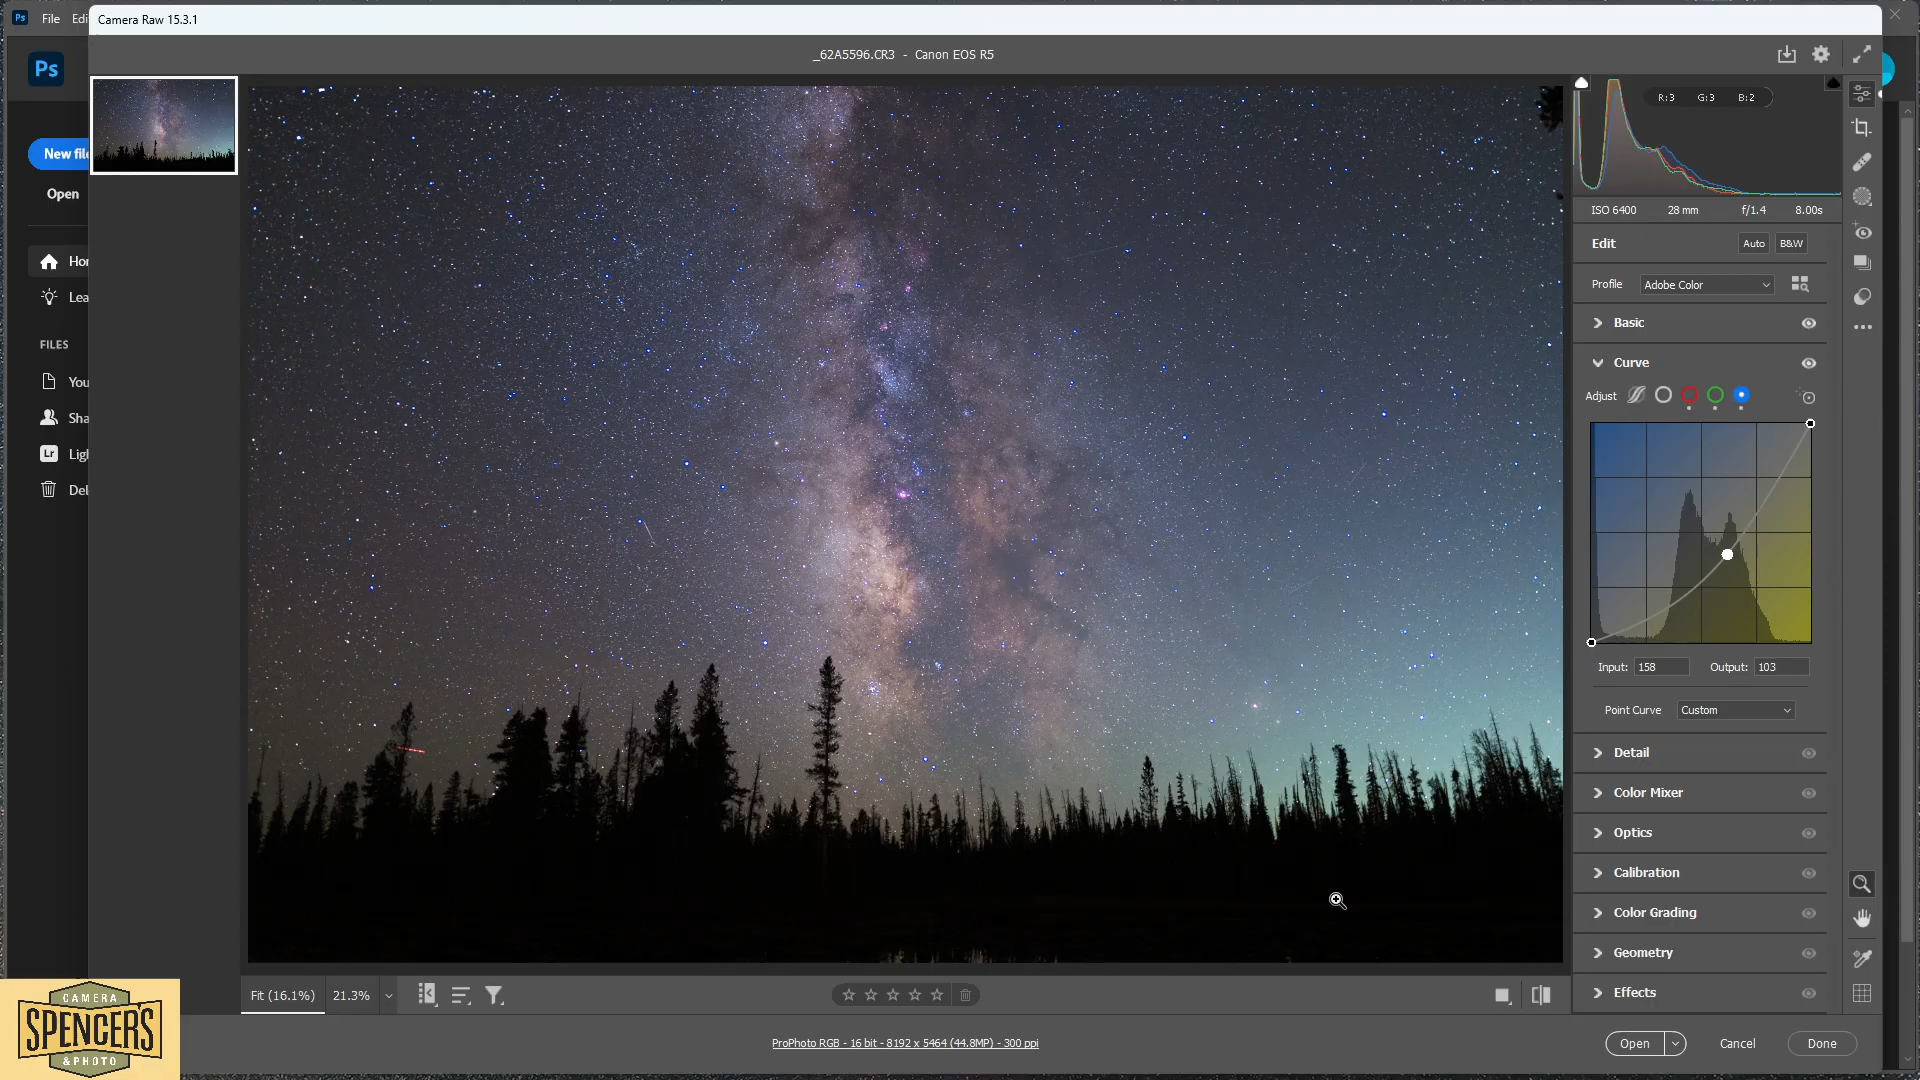 Ps
File
Edi
Camera Raw 15.3.1
_62A5596.CR3 - Canon EOS R5
Ps
New file
Open
Hor
Lea
FILES
You
Sha
Lr
Ligh
Del
R:3 G:3 B:2
ISO 6400 28 mm f/1.4 8.00s
Edit
Auto
B&W
Profile
Adobe Color
Basic
Curve
Adjust
Input: 158 Output: 103
Point Curve
Custom
Detail
Color Mixer
Optics
Calibration
Color Grading
Geometry
Effects
Fit (16.1%)
21.3%
ProPhoto RGB - 16 bit - 8192 x 5464 (44.8MP) - 300 ppi
Open
Cancel
Done
CAMERA
SPENCER'S
& PHOTO